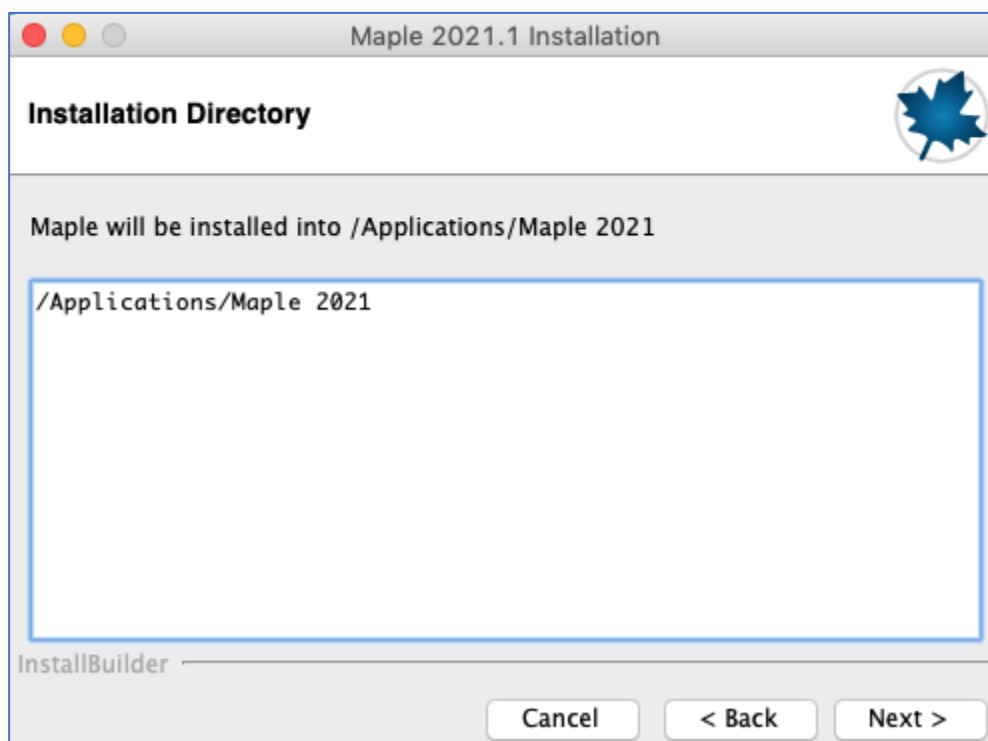 Maple 2021.1 Installation
Installation Directory
Maple will be installed into /Applications/Maple 2021
/Applications/Maple 2021
InstallBuilder
Cancel
< Back
Next >